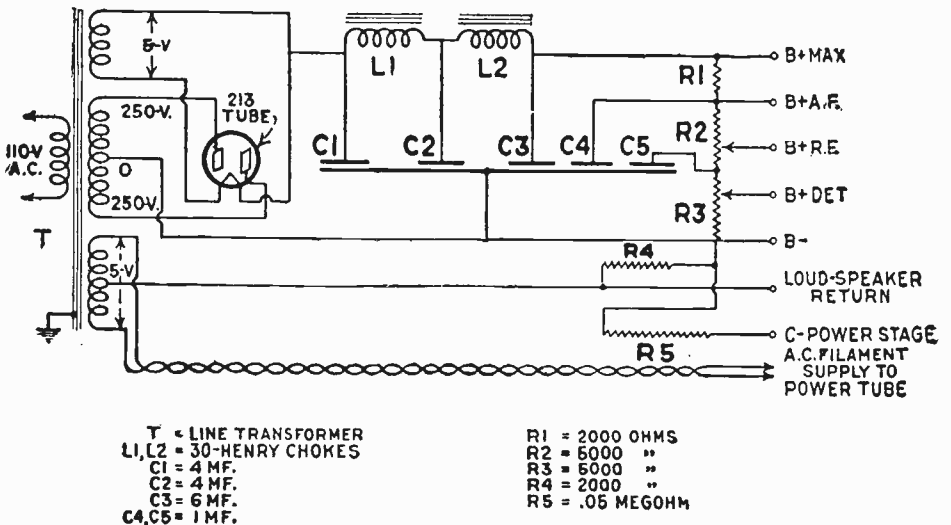 5-V
250-V.
213
TUBE
110-V
A.C.
0
250-V.
T
5-V
L1
L2
C1
C2
C3
C4
C5
R1
R2
R3
R4
R5
B+MAX
B+A.F.
B+R.F
B+DET
B-
LOUD-SPEAKER
RETURN
C-POWER STAGE
A.C. FILAMENT
SUPPLY TO
POWER TUBE
T = LINE TRANSFORMER
L1, L2 = 30-HENRY CHOKES
C1 = 4 MF.
C2 = 4 MF.
C3 = 6 MF.
C4, C5 = 1 MF.
R1 = 2000 OHMS
R2 = 5000 "
R3 = 5000 "
R4 = 2000 "
R5 = .05 MEGOHM